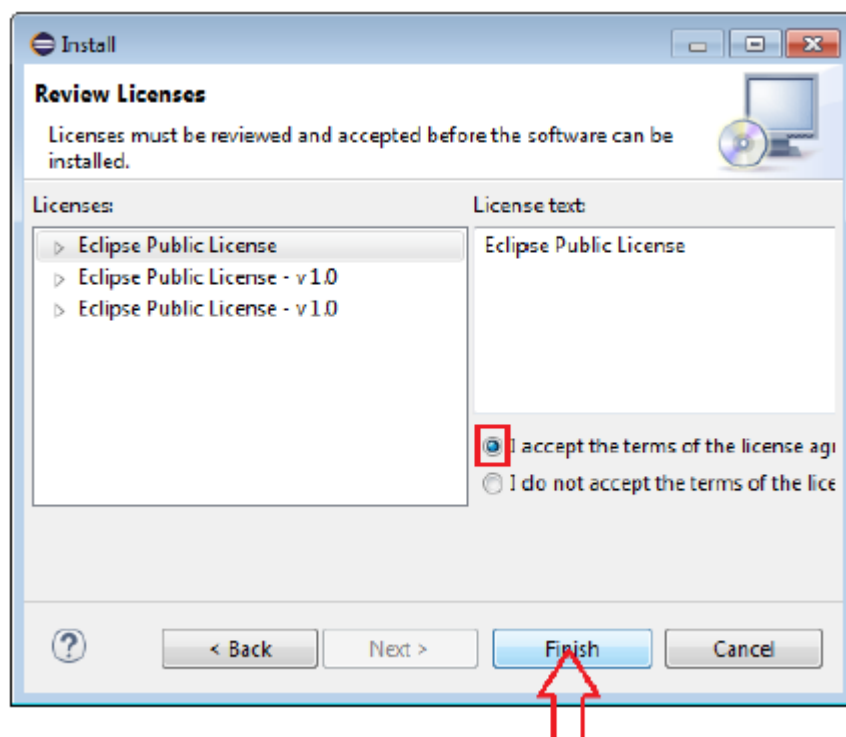 Install
Review Licenses
Licenses must be reviewed and accepted before the software can be
installed.
Licenses:
License text:
Eclipse Public License
Eclipse Public License - v 1.0
Eclipse Public License - v 1.0
Eclipse Public License
I accept the terms of the license agr
I do not accept the terms of the lice
?
< Back
Next >
Finish
Cancel